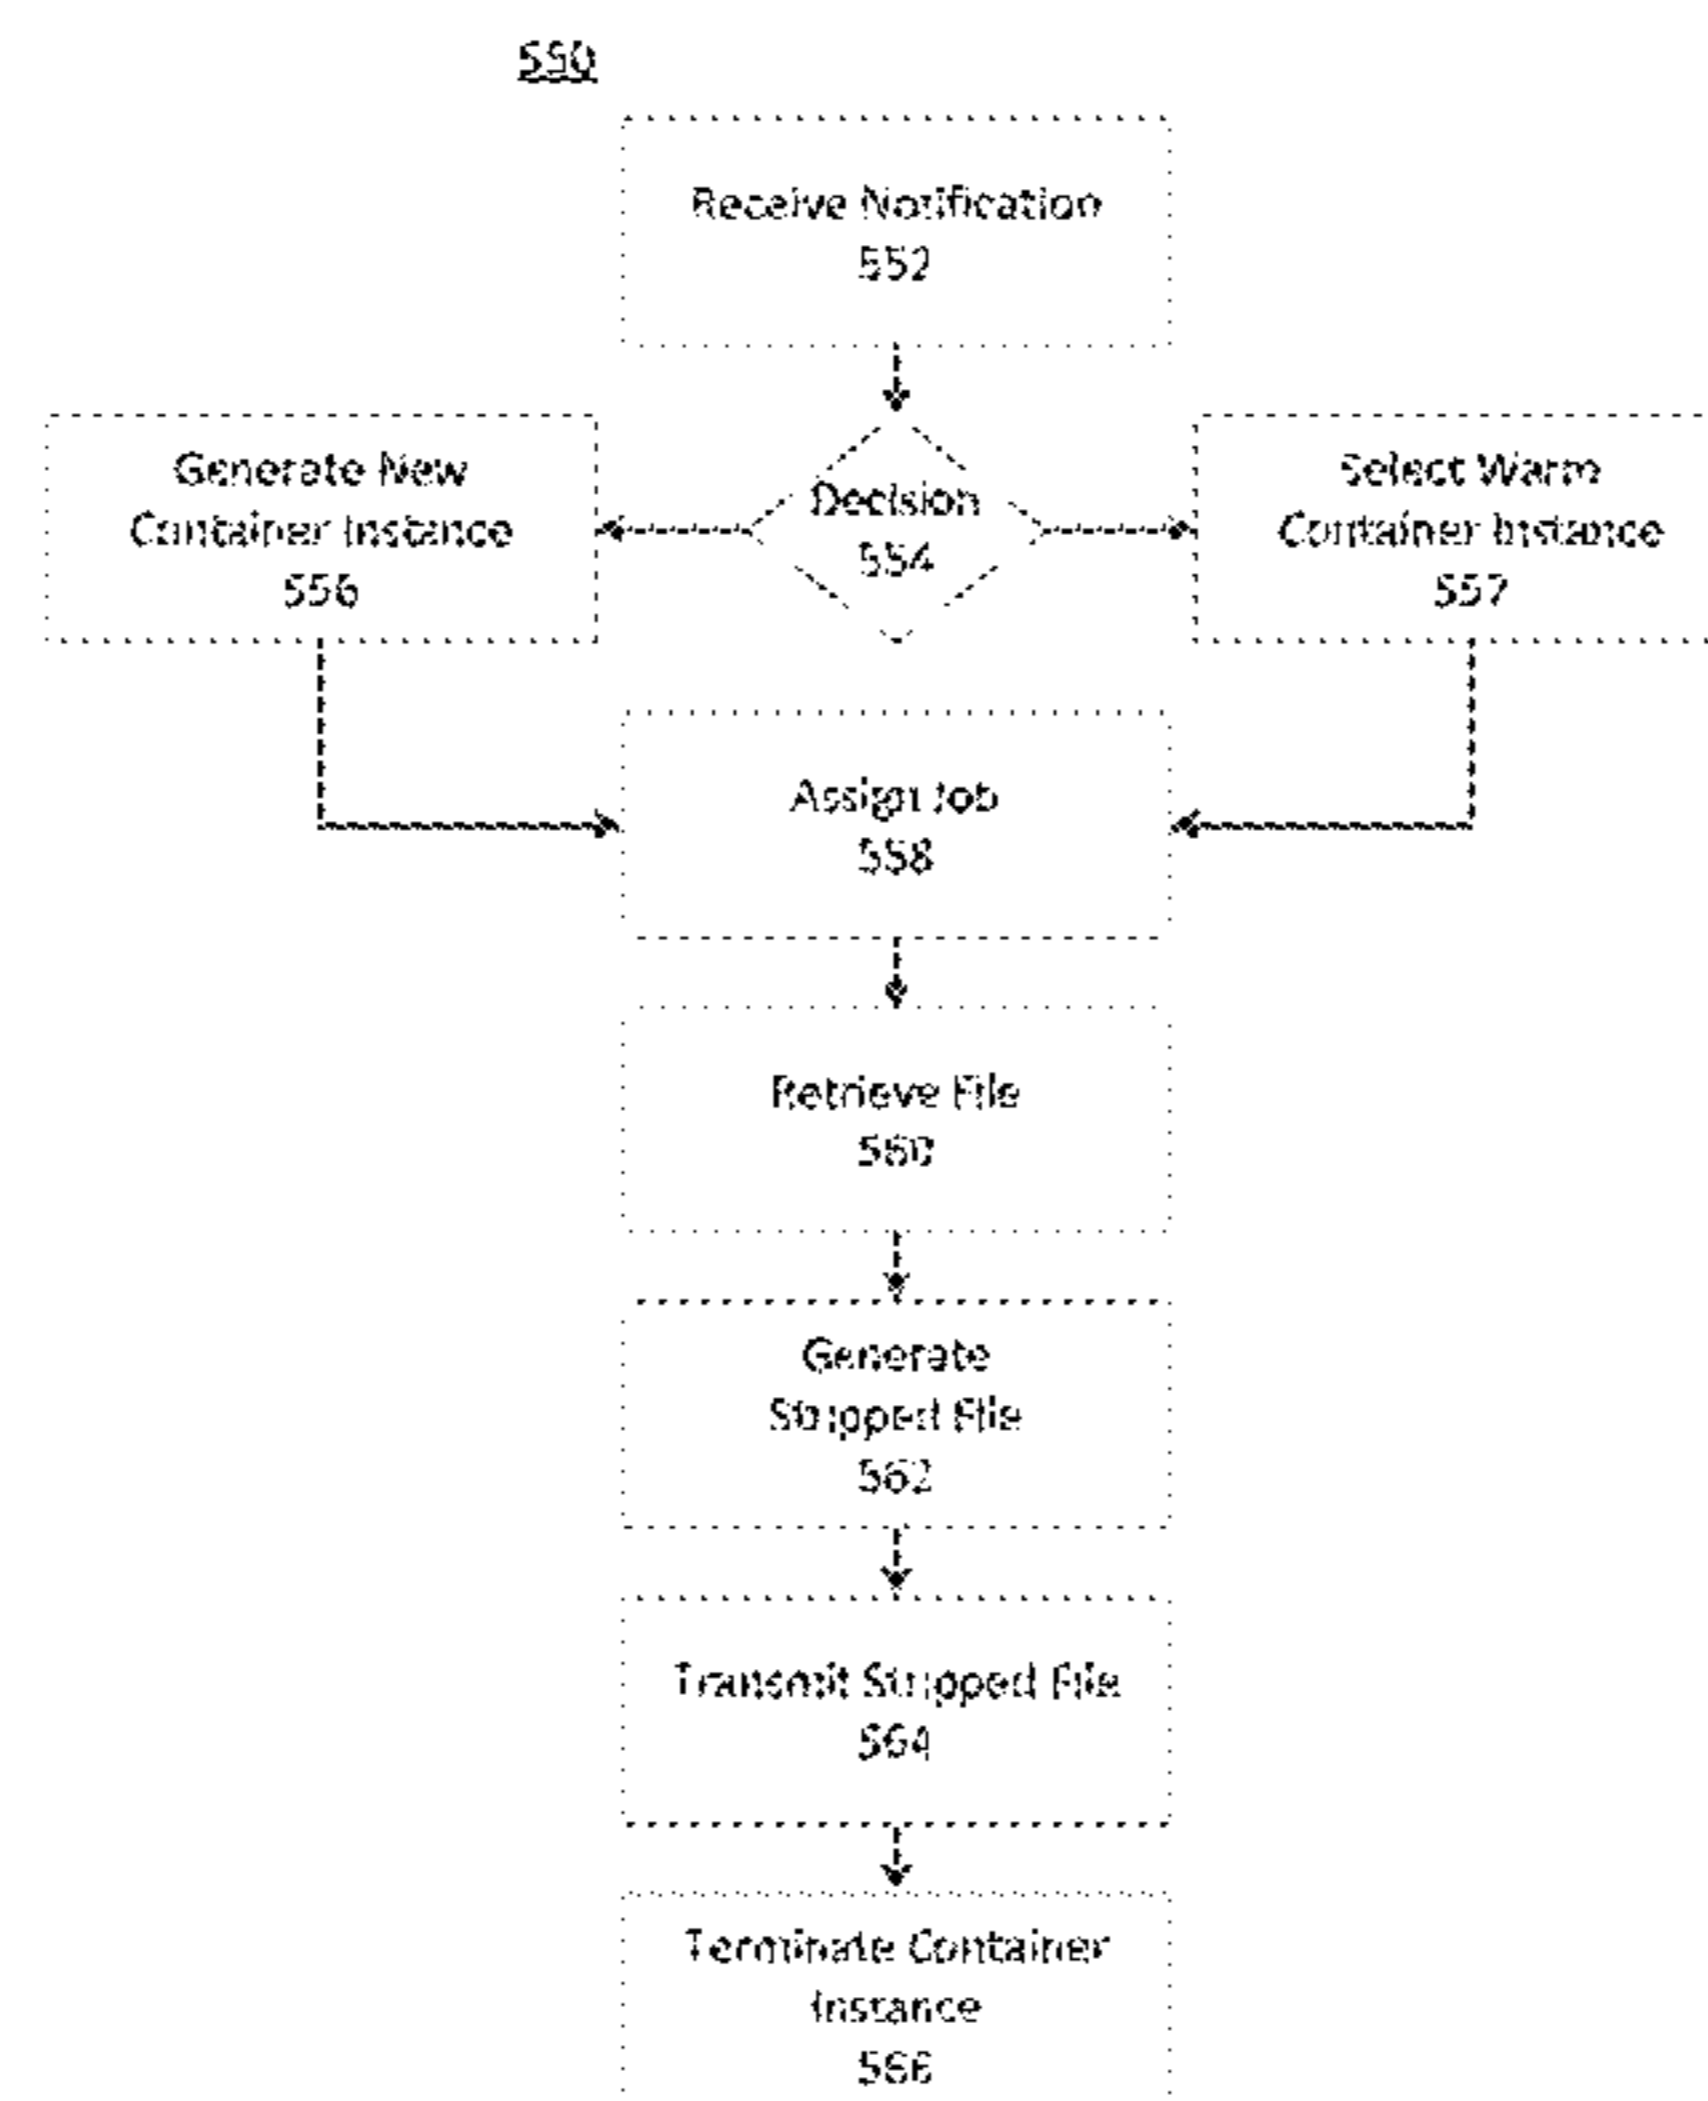 550
Receive Notification
552
Generate New
Container Instance
556
Decision
554
Select Warm
Container Instance
557
Assign Job
558
Retrieve File
560
Generate
Stripped File
562
Transmit Stripped File
564
Terminate Container
Instance
566